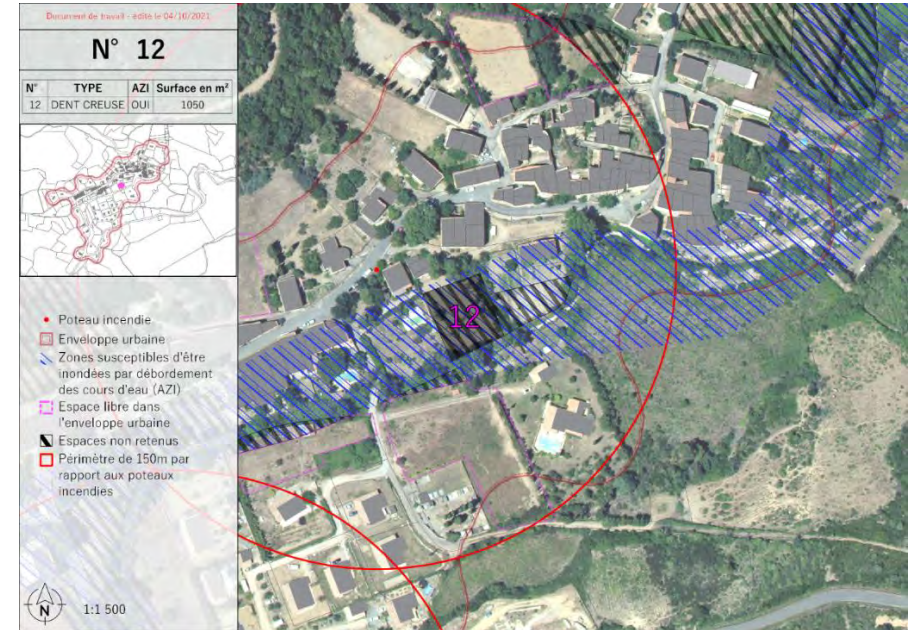 Document de travail - édité le 04/10/2021
N° 12
N° TYPE AZI Surface en m²
12 DENT CREUSE OUI 1050
12
Poteau incendie
Enveloppe urbaine
Zones susceptibles d'être
inondées par débordement
des cours d'eau (AZI)
Espace libre dans
l'enveloppe urbaine
Espaces non retenus
Périmètre de 150m par
rapport aux poteaux
incendies
N
1:1 500